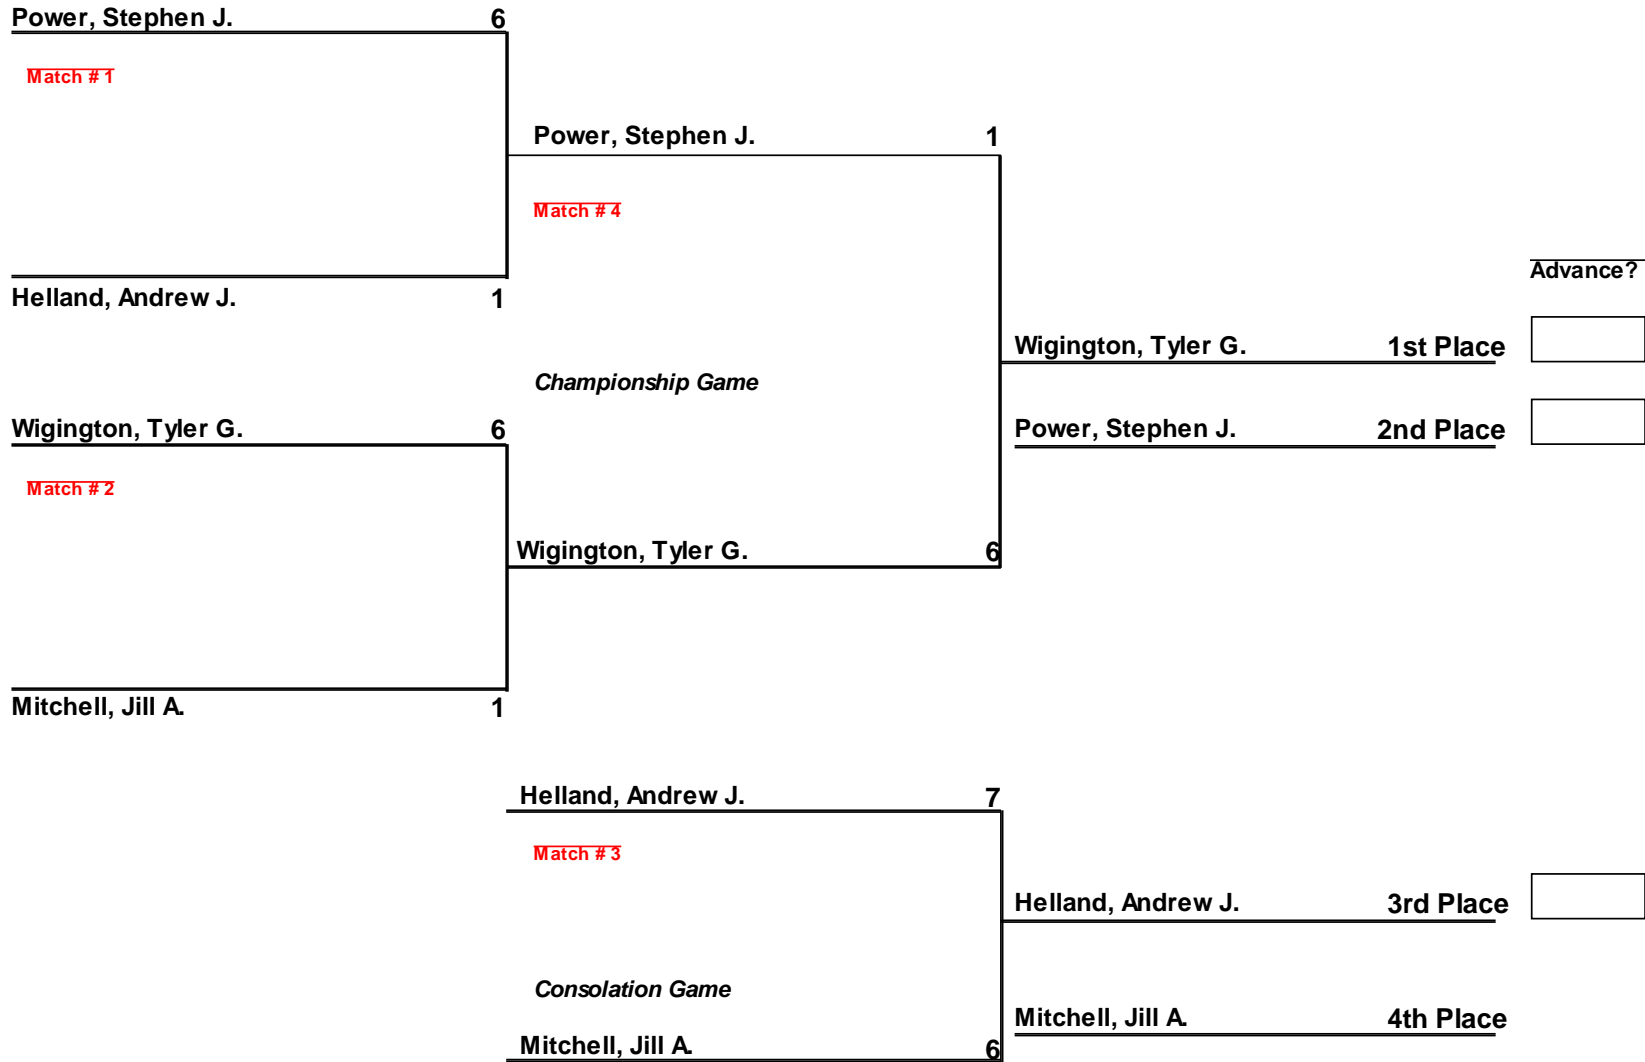 Power, Stephen J. 6
Match # 1
Power, Stephen J. 1
Match # 4
Helland, Andrew J. 1
Advance?
Wigington, Tyler G. 1st Place
Championship Game
Wigington, Tyler G. 6
Power, Stephen J. 2nd Place
Match # 2
Wigington, Tyler G. 6
Mitchell, Jill A. 1
Helland, Andrew J. 7
Match # 3
Helland, Andrew J. 3rd Place
Consolation Game
Mitchell, Jill A. 4th Place
Mitchell, Jill A. 6